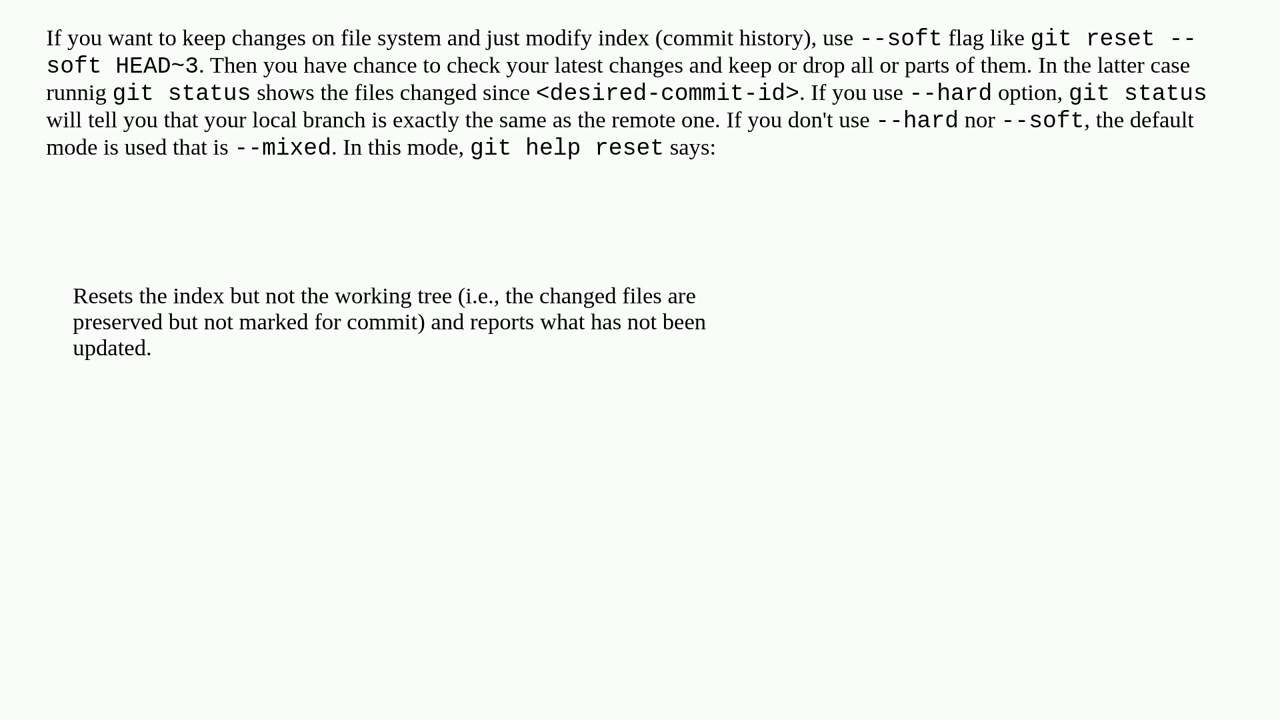 If you want to keep changes on file system and just modify index (commit history), use --soft flag like git reset --
soft HEAD~3. Then you have chance to check your latest changes and keep or drop all or parts of them. In the latter case
runnig git status shows the files changed since <desired-commit-id>. If you use --hard option, git status
will tell you that your local branch is exactly the same as the remote one. If you don't use --hard nor --soft, the default
mode is used that is --mixed. In this mode, git help reset says:
Resets the index but not the working tree (i.e., the changed files are
preserved but not marked for commit) and reports what has not been
updated.